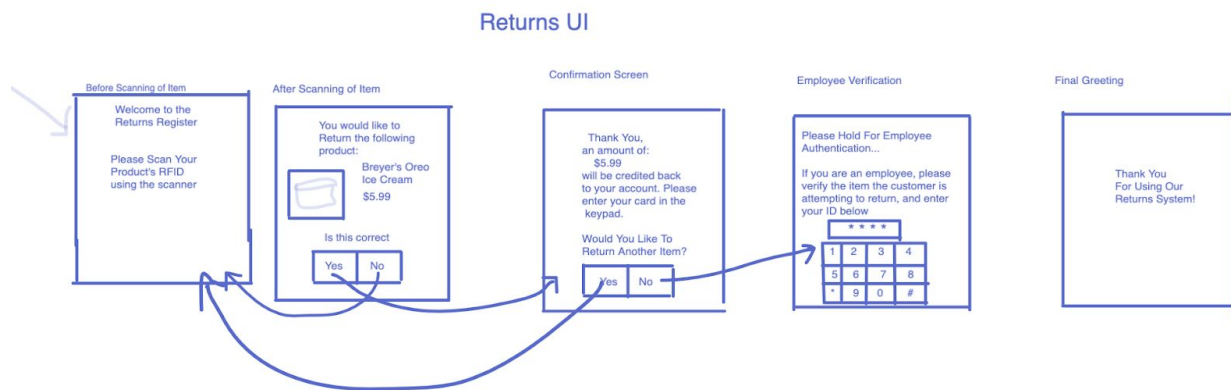 Returns UI
Before Scanning of Item
Welcome to the
Returns Register
Please Scan Your
Product's RFID
using the scanner
After Scanning of Item
You would like to
Return the following
product:
Breyer's Oreo
Ice Cream
$5.99
Is this correct
Yes No
Confirmation Screen
Thank You,
an amount of:
$5.99
will be credited back
to your account. Please
enter your card in the
keypad.
Would You Like To
Return Another Item?
Yes No
Employee Verification
Please Hold For Employee
Authentication...
If you are an employee, please
verify the item the customer is
attempting to return, and enter
your ID below
* * * *
1 2 3 4
5 6 7 8
* 9 0 #
Final Greeting
Thank You
For Using Our
Returns System!